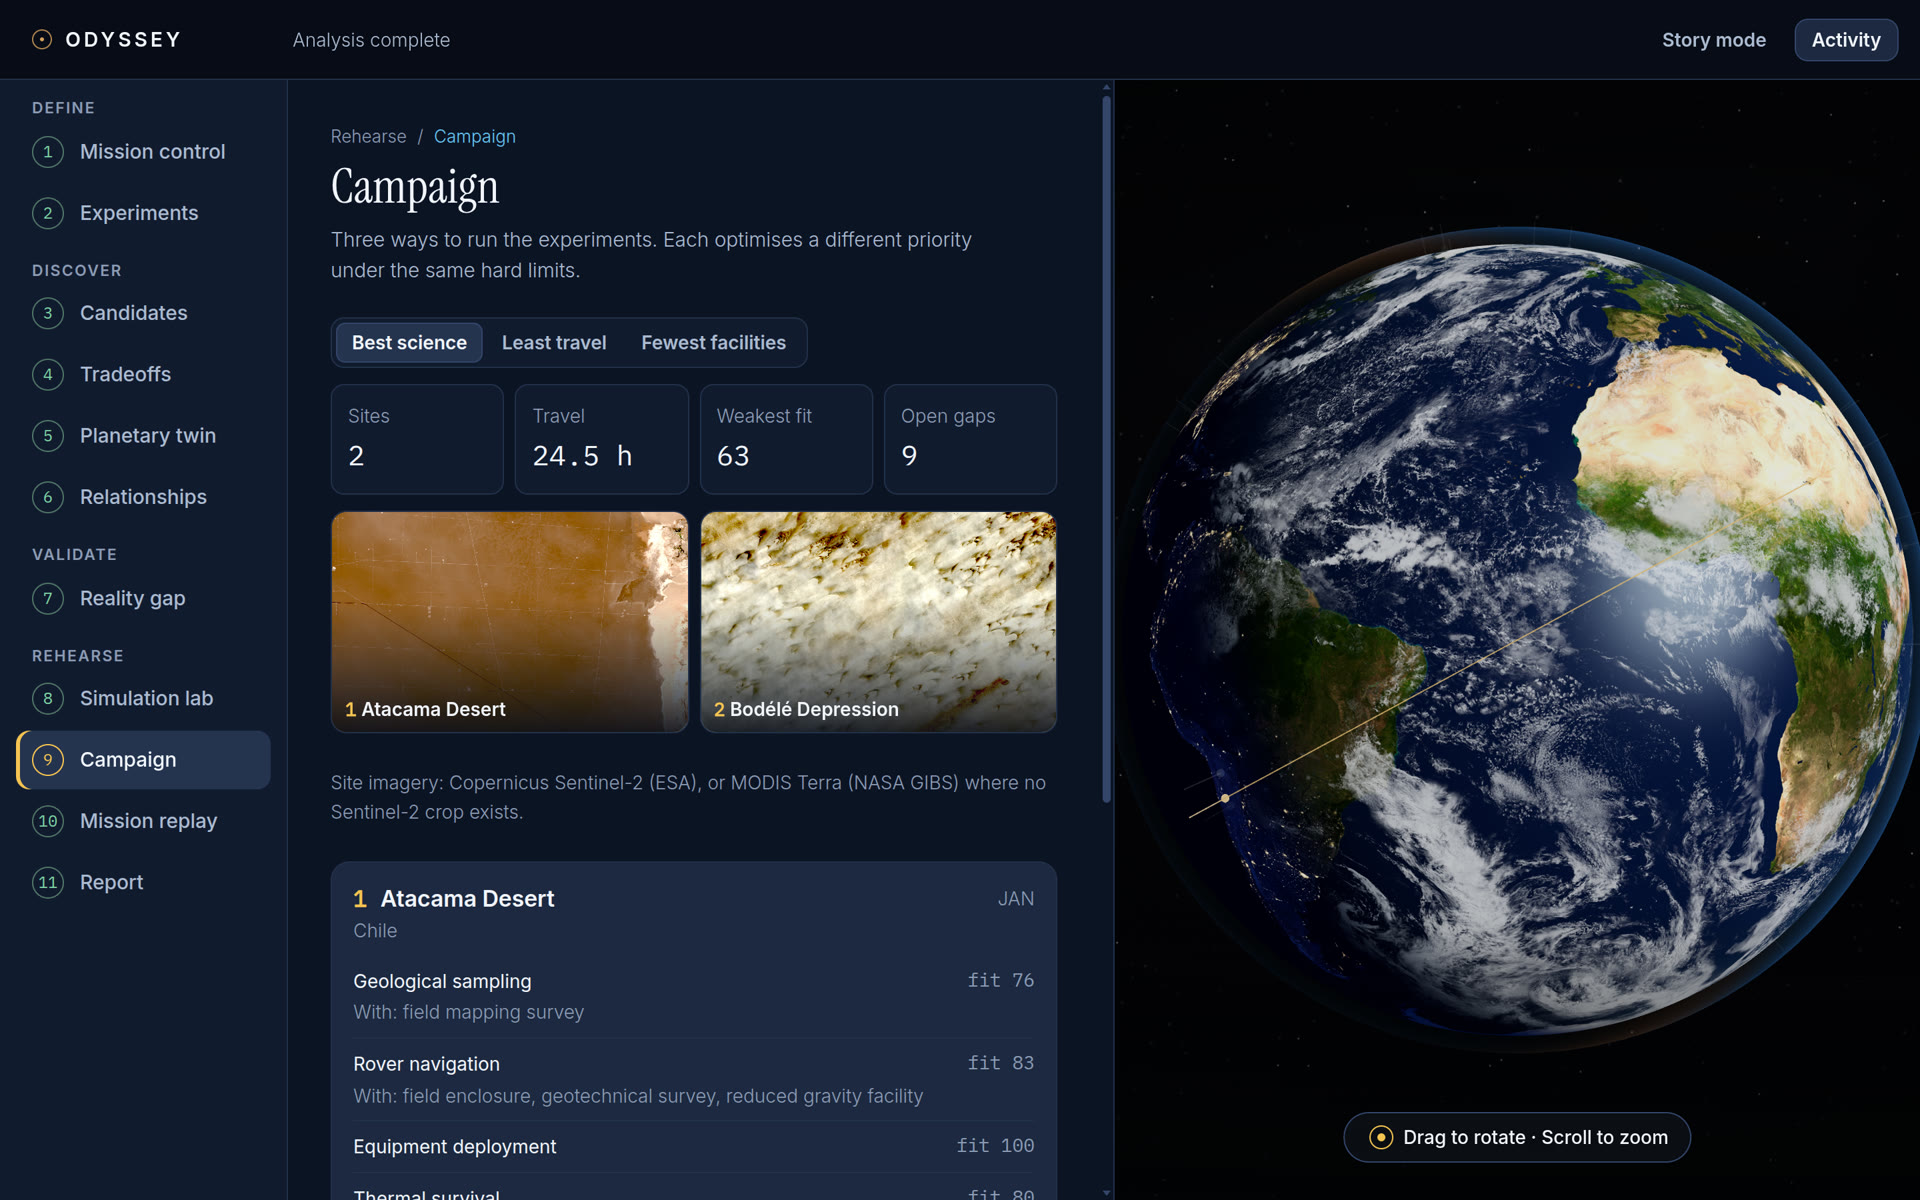 ODYSSEY
Analysis complete
Story mode
Activity
DEFINE
1 Mission control
2 Experiments
DISCOVER
3 Candidates
4 Tradeoffs
5 Planetary twin
6 Relationships
VALIDATE
7 Reality gap
REHEARSE
8 Simulation lab
9 Campaign
10 Mission replay
11 Report
Rehearse / Campaign
Campaign
Three ways to run the experiments. Each optimises a different priority
under the same hard limits.
Best science Least travel Fewest facilities
Sites
2
Travel
24.5 h
Weakest fit
63
Open gaps
9
1 Atacama Desert
2 Bodélé Depression
Site imagery: Copernicus Sentinel-2 (ESA), or MODIS Terra (NASA GIBS) where no
Sentinel-2 crop exists.
1 Atacama Desert JAN
Chile
Geological sampling fit 76
With: field mapping survey
Rover navigation fit 83
With: field enclosure, geotechnical survey, reduced gravity facility
Equipment deployment fit 100
Thermal survival fit 80
Drag to rotate · Scroll to zoom